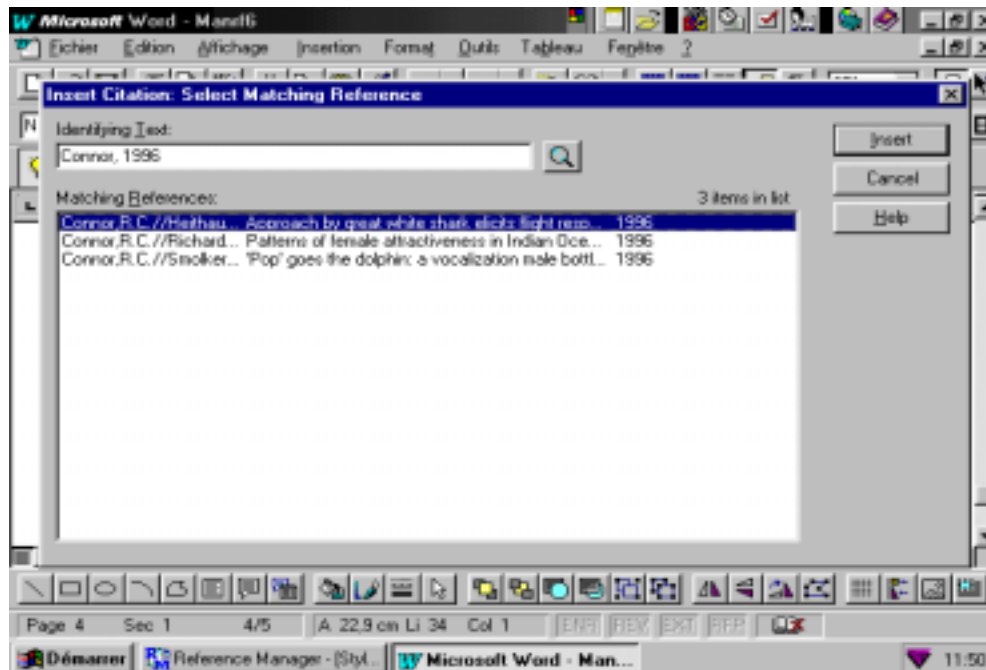 Microsoft Word - Manrf6
Fichier Edition Affichage Insertion Format Outils Tableau Fenêtre ?
Insert Citation: Select Matching Reference
Identifying Text:
Connor, 1996
Insert
Cancel
Help
Matching References: 3 items in list
Connor,R.C.//Heithau... Approach by great white shark elicits flight reso... 1996
Connor,R.C.//Richard... Patterns of female attractiveness in Indian Oce... 1996
Connor,R.C.//Smolker... 'Pop' goes the dolphin: a vocalization male bottl... 1996
Page 4 Sec 1 4/5 A 22,9 cm Li 34 Col 1 ENR REV EXT RFP
Démarrer Reference Manager - [Styl... Microsoft Word - Man... 11:50